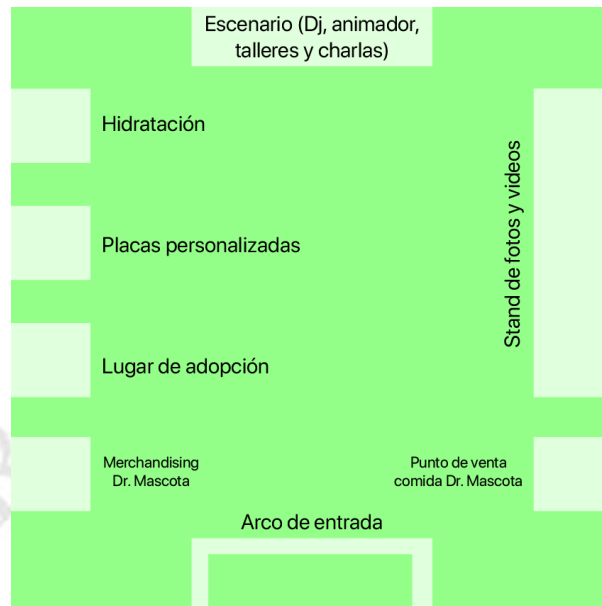 Escenario (Dj, animador,
talleres y charlas)
Hidratación
Placas personalizadas
Stand de fotos y videos
Lugar de adopción
Merchandising
Dr. Mascota
Punto de venta
comida Dr. Mascota
Arco de entrada